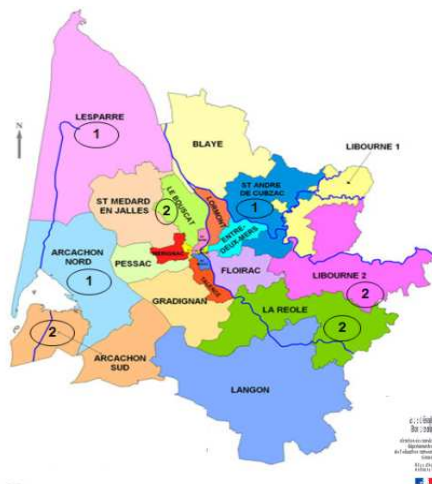 LESPARRE
1
N
BLAYE
LIBOURNE 1
ST MEDARD
EN JALLES
LE BOUSCAT
2
LORMONT
ST ANDRE
DE CUBZAC
1
ENTRE-
DEUX-MERS
ARCACHON
NORD
1
PESSAC
MERIGNAC
FLOIRAC
LIBOURNE 2
2
GRADIGNAN
LA REOLE
2
2
ARCACHON
SUD
LANGON